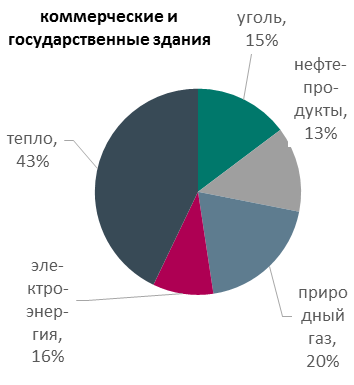 коммерческие и
государственные здания
уголь,
15%
нефте-
про-
дукты,
13%
приро
дный
газ,
20%
эле-
ктро-
энер-
гия,
16%
тепло,
43%